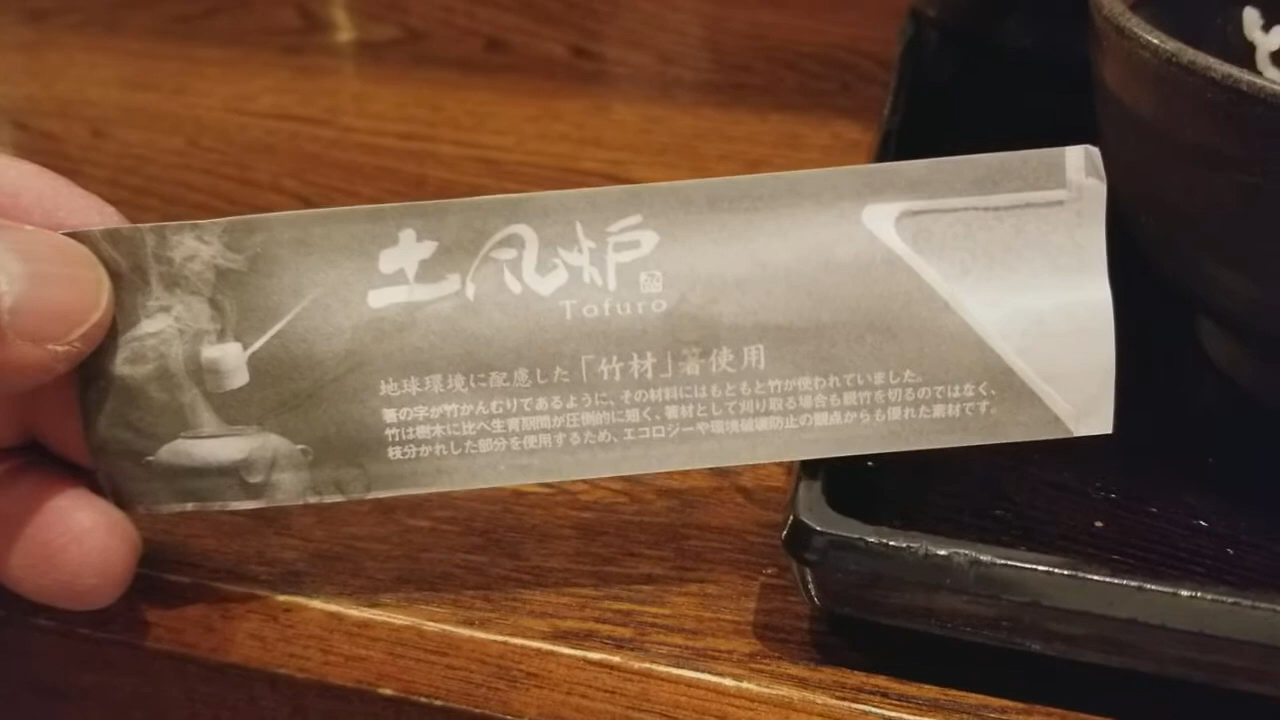 土風炉
Tofuro
地球環境に配慮した「竹材」箸使用
箸の字が竹かんむりであるように、その材料にはもともと竹が使われていました。
竹は樹木に比べ生育期間が圧倒的に短く、箸材として刈り取る場合も親竹を切るのではなく、
枝分かれした部分を使用するため、エコロジーや環境破壊防止の観点からも優れた素材です。